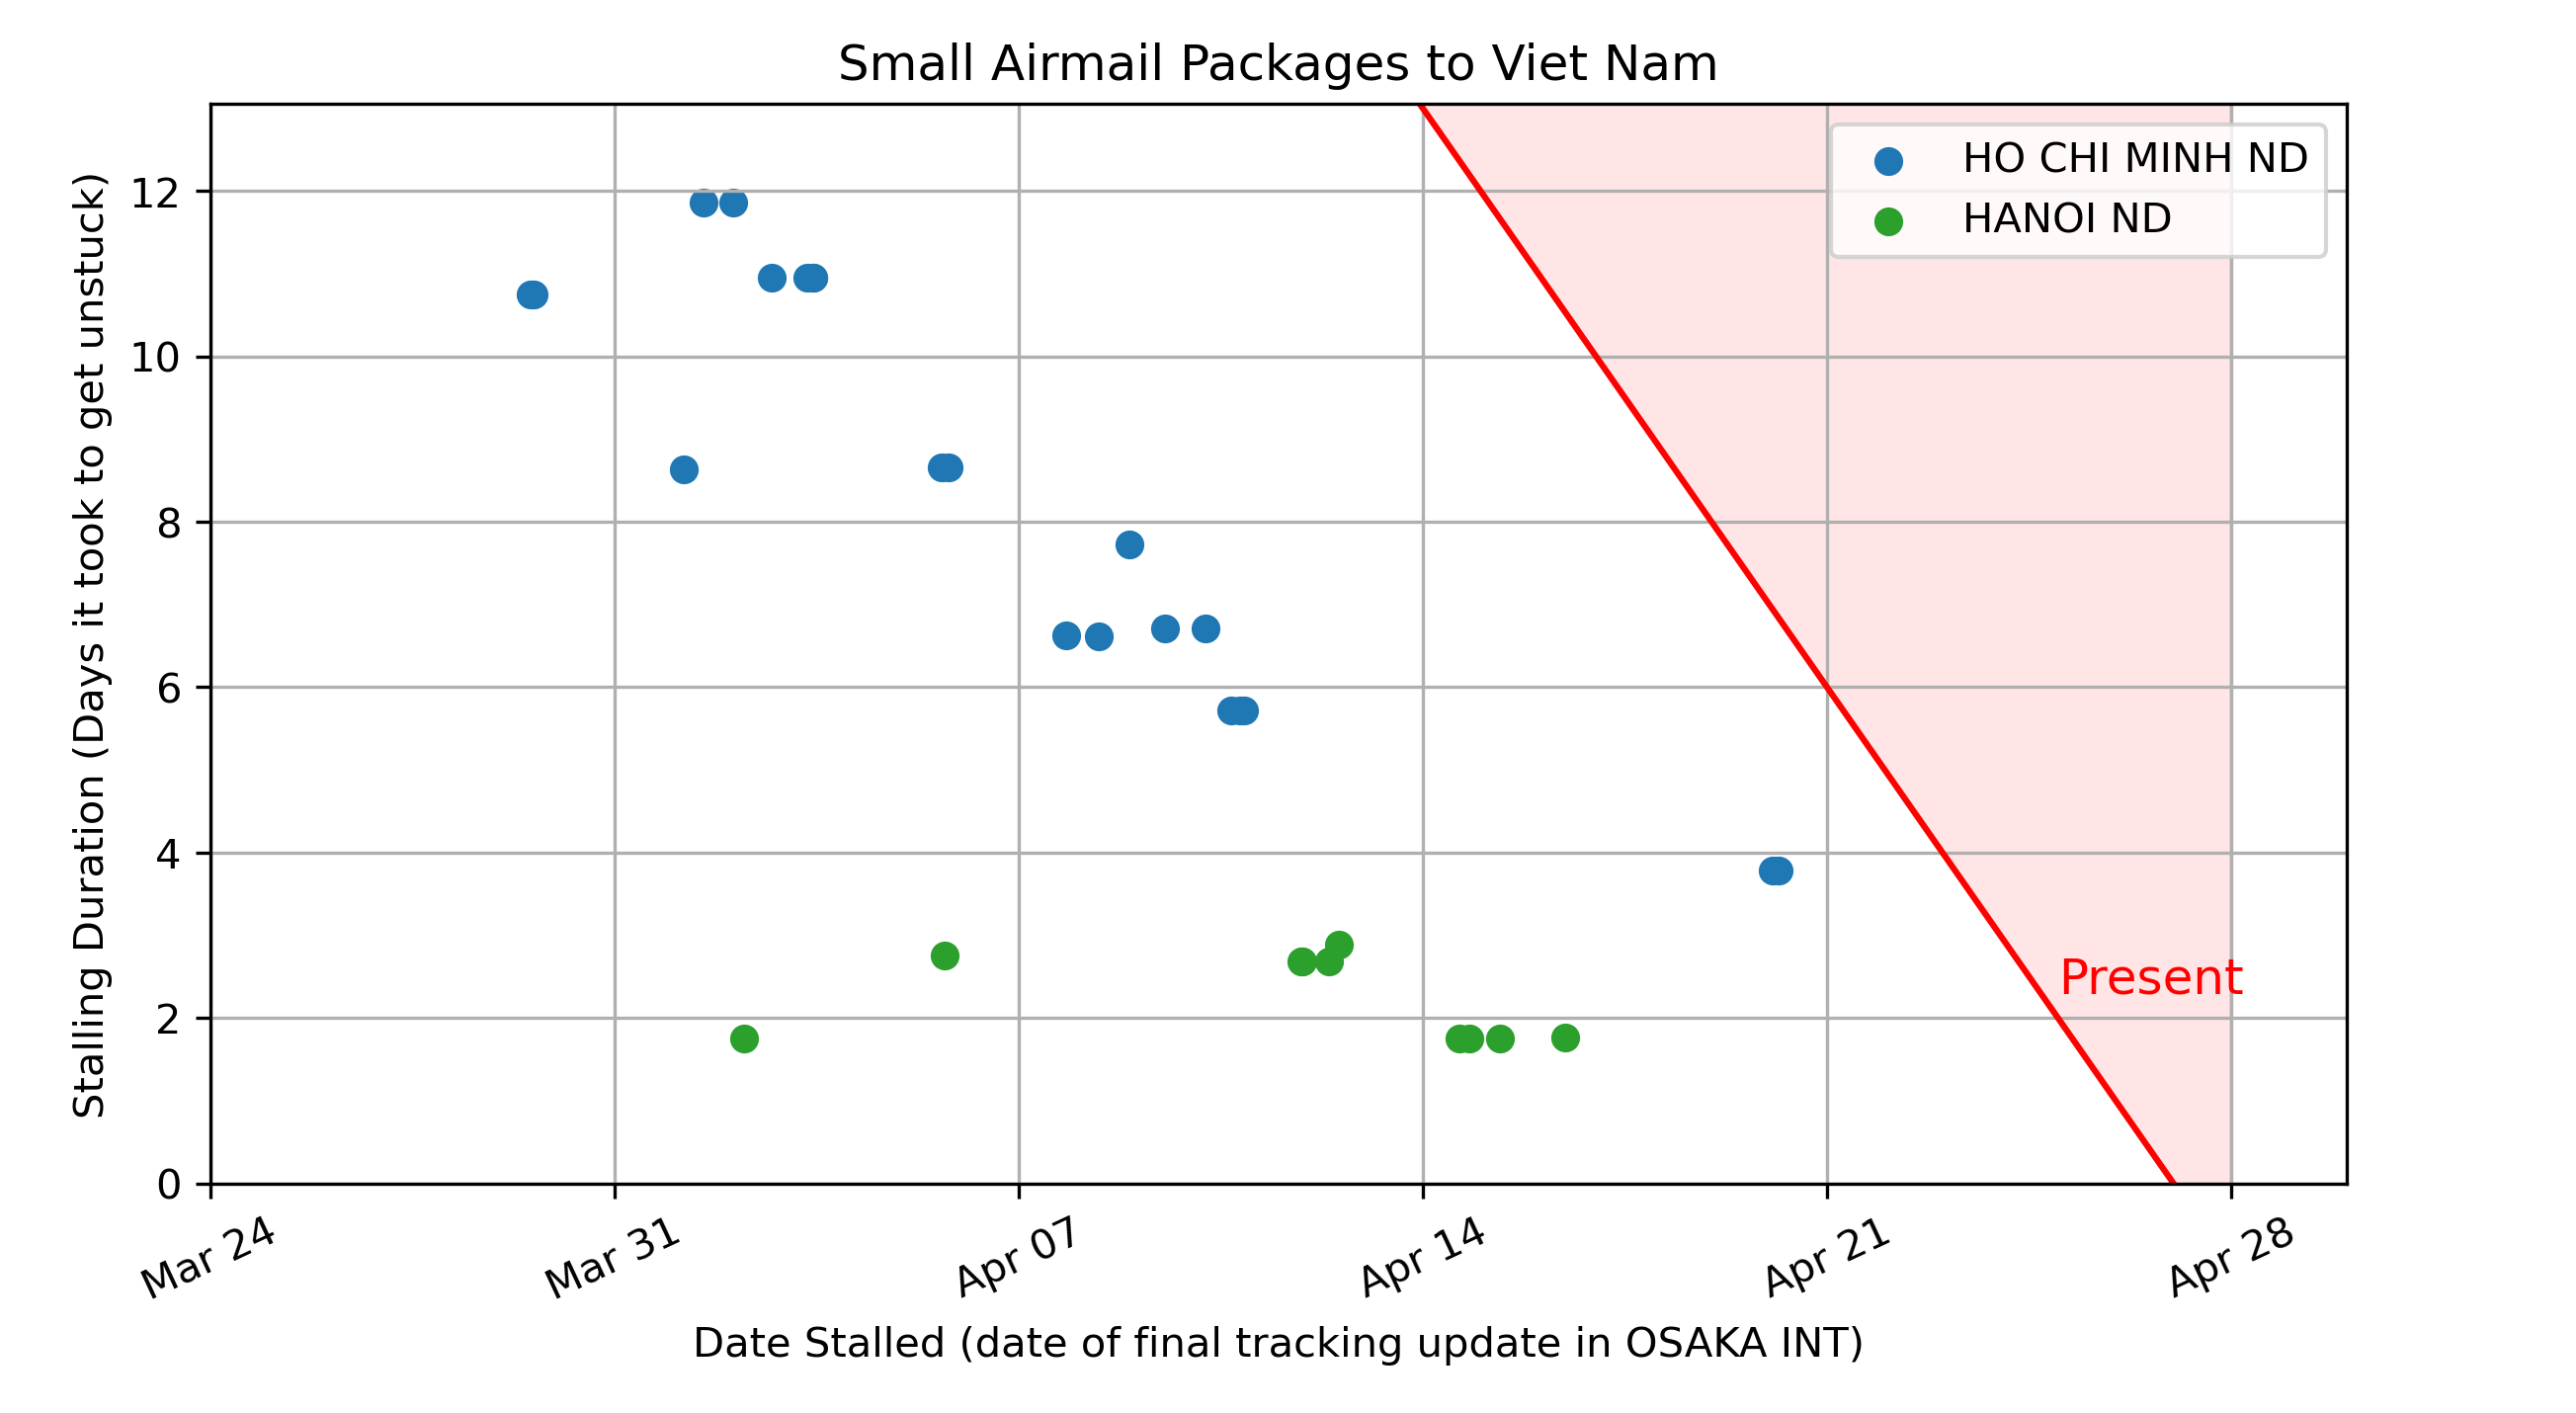 Small Airmail Packages to Viet Nam
HO CHI MINH ND
HANOI ND
Stalling Duration (Days it took to get unstuck)
12
10
8
6
4
2
0
Present
Mar 24
Mar 31
Apr 07
Apr 14
Apr 21
Apr 28
Date Stalled (date of final tracking update in OSAKA INT)